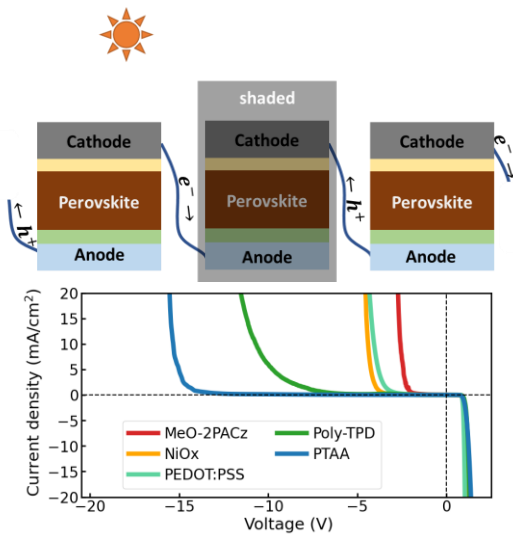 shaded
Cathode
Cathode
Cathode
e⁻ →
e⁻ →
Perovskite
Perovskite
Perovskite
← h⁺
← h⁺
Anode
Anode
Anode
Current density (mA/cm²)
20
15
10
5
0
−5
−10
−15
−20
MeO-2PACz
NiOx
PEDOT:PSS
Poly-TPD
PTAA
−20
−15
−10
−5
0
Voltage (V)